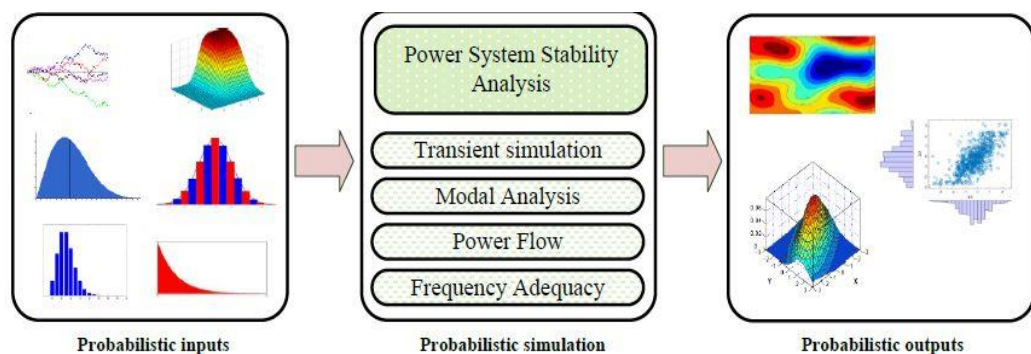 Power System Stability
Analysis
Transient simulation
Modal Analysis
Power Flow
Frequency Adequacy
Probabilistic inputs
Probabilistic simulation
Probabilistic outputs